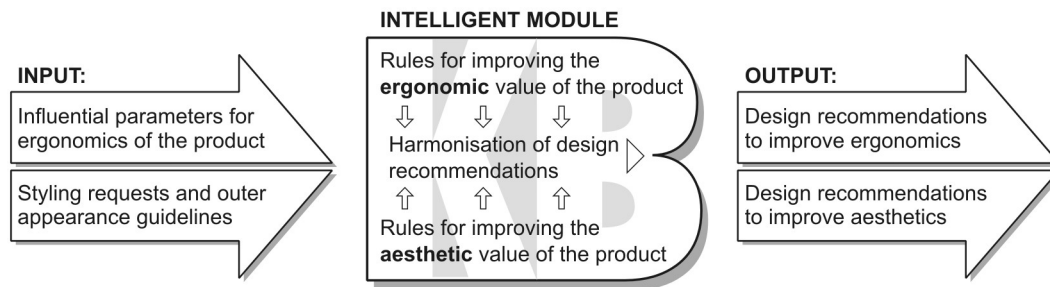 INPUT:
Influential parameters for
ergonomics of the product
Styling requests and outer
appearance guidelines
INTELLIGENT MODULE
KB
Rules for improving the
ergonomic value of the product
Harmonisation of design
recommendations
Rules for improving the
aesthetic value of the product
OUTPUT:
Design recommendations
to improve ergonomics
Design recommendations
to improve aesthetics